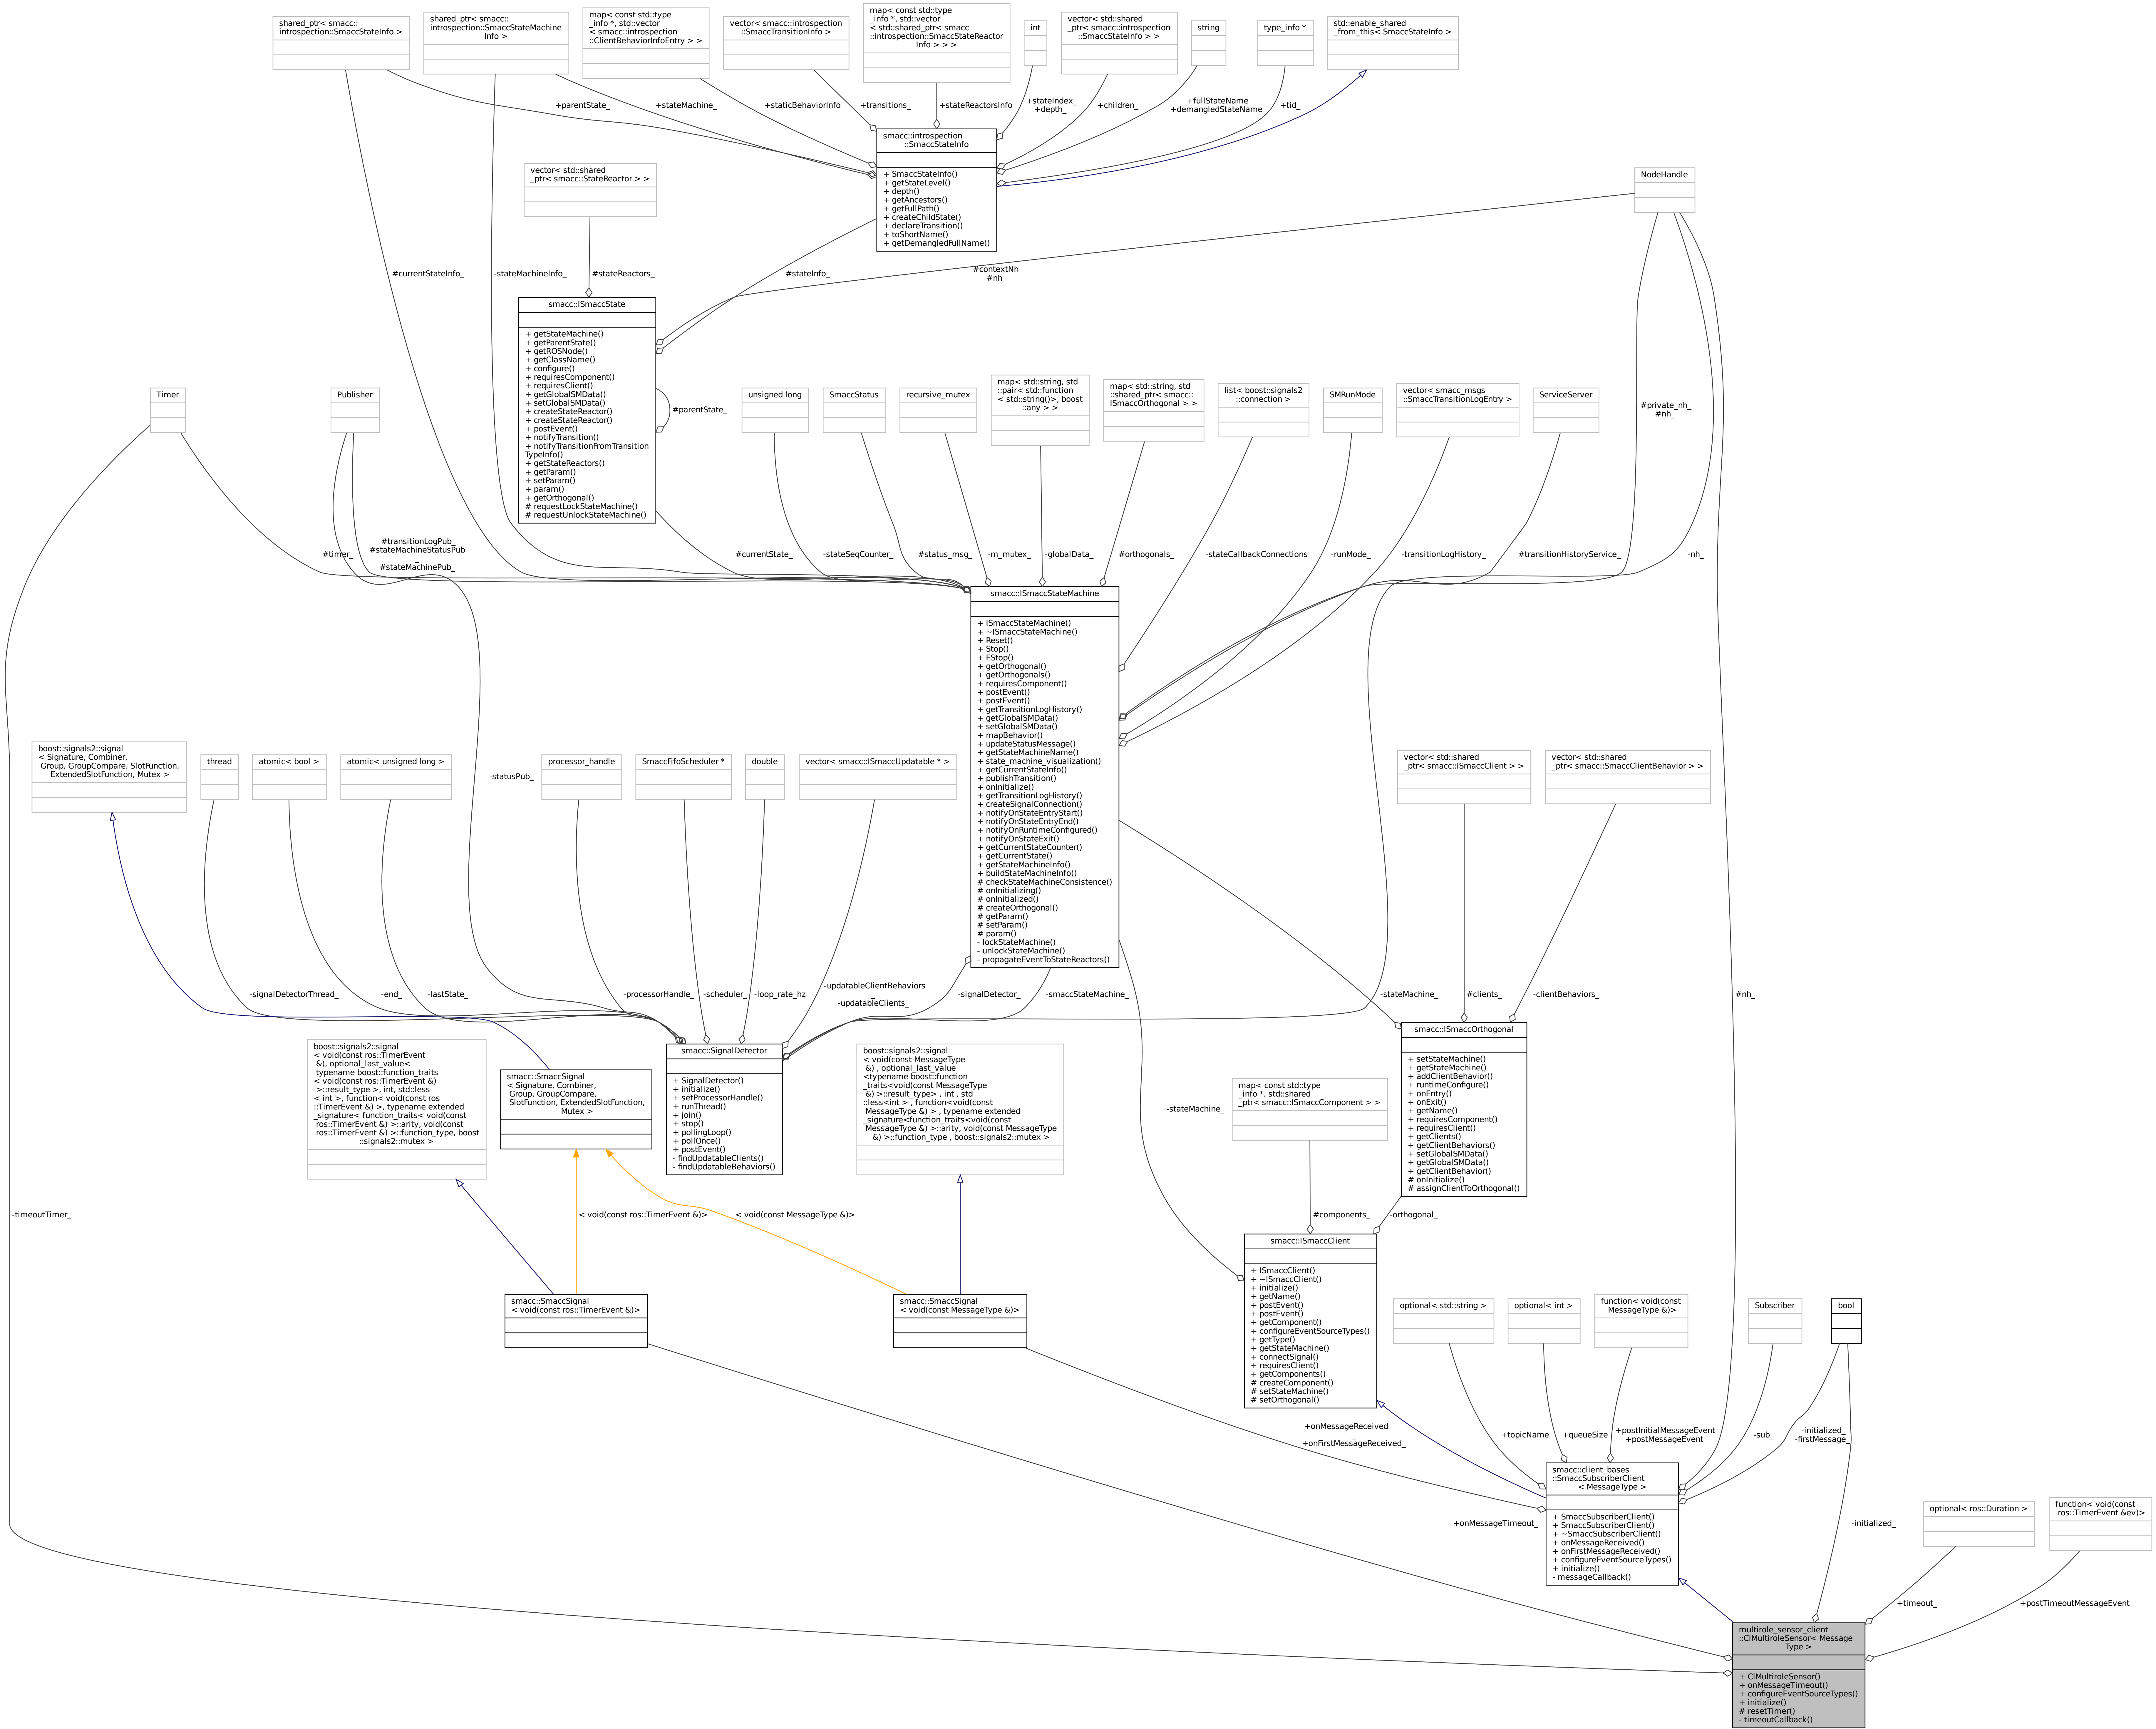 shared_ptr< smacc::
introspection::SmaccStateInfo >
shared_ptr< smacc::
introspection::SmaccStateMachine
Info >
map< const std::type
_info *, std::vector
< smacc::introspection
::ClientBehaviorInfoEntry > >
vector< smacc::introspection
::SmaccTransitionInfo >
map< const std::type
_info *, std::vector
< std::shared_ptr< smacc
::introspection::SmaccStateReactor
Info > > >
int
vector< std::shared
_ptr< smacc::introspection
::SmaccStateInfo > >
string
type_info *
std::enable_shared
_from_this< SmaccStateInfo >
+parentState_
+stateMachine_
+staticBehaviorInfo
+transitions_
+stateReactorsInfo
+stateIndex_
+depth_
+children_
+fullStateName
+demangledStateName
+tid_
smacc::introspection
::SmaccStateInfo
+ SmaccStateInfo()
+ getStateLevel()
+ depth()
+ getAncestors()
+ getFullPath()
+ createChildState()
+ declareTransition()
+ toShortName()
+ getDemangledFullName()
vector< std::shared
_ptr< smacc::StateReactor > >
NodeHandle
#currentStateInfo_
-stateMachineInfo_
#stateReactors_
#stateInfo_
#contextNh
#nh
smacc::ISmaccState
+ getStateMachine()
+ getParentState()
+ getROSNode()
+ getClassName()
+ configure()
+ requiresComponent()
+ requiresClient()
+ getGlobalSMData()
+ setGlobalSMData()
+ createStateReactor()
+ createStateReactor()
+ postEvent()
+ notifyTransition()
+ notifyTransitionFromTransition
TypeInfo()
+ getStateReactors()
+ getParam()
+ setParam()
+ param()
+ getOrthogonal()
# requestLockStateMachine()
# requestUnlockStateMachine()
#parentState_
Timer
Publisher
unsigned long
SmaccStatus
recursive_mutex
map< std::string, std
::pair< std::function
< std::string()>, boost
::any > >
map< std::string, std
::shared_ptr< smacc::
ISmaccOrthogonal > >
list< boost::signals2
::connection >
SMRunMode
vector< smacc_msgs
::SmaccTransitionLogEntry >
ServiceServer
#private_nh_
#nh_
#timer_
#transitionLogPub_
#stateMachineStatusPub
_
#stateMachinePub_
#currentState_
-stateSeqCounter_
#status_msg_
-m_mutex_
-globalData_
#orthogonals_
-stateCallbackConnections
-runMode_
-transitionLogHistory_
#transitionHistoryService_
-nh_
smacc::ISmaccStateMachine
+ ISmaccStateMachine()
+ ~ISmaccStateMachine()
+ Reset()
+ Stop()
+ EStop()
+ getOrthogonal()
+ getOrthogonals()
+ requiresComponent()
+ postEvent()
+ postEvent()
+ getTransitionLogHistory()
+ getGlobalSMData()
+ setGlobalSMData()
+ mapBehavior()
+ updateStatusMessage()
+ getStateMachineName()
+ state_machine_visualization()
+ getCurrentStateInfo()
+ publishTransition()
+ onInitialize()
+ getTransitionLogHistory()
+ createSignalConnection()
+ notifyOnStateEntryStart()
+ notifyOnStateEntryEnd()
+ notifyOnRuntimeConfigured()
+ notifyOnStateExit()
+ getCurrentStateCounter()
+ getCurrentState()
+ getStateMachineInfo()
+ buildStateMachineInfo()
# checkStateMachineConsistence()
# onInitializing()
# onInitialized()
# createOrthogonal()
# getParam()
# setParam()
# param()
- lockStateMachine()
- unlockStateMachine()
- propagateEventToStateReactors()
boost::signals2::signal
< Signature, Combiner,
Group, GroupCompare, SlotFunction,
ExtendedSlotFunction, Mutex >
thread
atomic< bool >
atomic< unsigned long >
-statusPub_
processor_handle
SmaccFifoScheduler *
double
vector< smacc::ISmaccUpdatable * >
vector< std::shared
_ptr< smacc::ISmaccClient > >
vector< std::shared
_ptr< smacc::SmaccClientBehavior > >
-signalDetectorThread_
-end_
-lastState_
-processorHandle_
-scheduler_
-loop_rate_hz
-updatableClientBehaviors
_
-updatableClients_
-signalDetector_
-smaccStateMachine_
-stateMachine_
#clients_
-clientBehaviors_
#nh_
boost::signals2::signal
< void(const ros::TimerEvent
&), optional_last_value<
typename boost::function_traits
< void(const ros::TimerEvent &)
>::result_type >, int, std::less
< int >, function< void(const ros
::TimerEvent &) >, typename extended
_signature< function_traits< void(const
ros::TimerEvent &) >::arity, void(const
ros::TimerEvent &) >::function_type, boost
::signals2::mutex >
smacc::SmaccSignal
< Signature, Combiner,
Group, GroupCompare,
SlotFunction, ExtendedSlotFunction,
Mutex >
smacc::SignalDetector
+ SignalDetector()
+ initialize()
+ setProcessorHandle()
+ runThread()
+ join()
+ stop()
+ pollingLoop()
+ pollOnce()
+ postEvent()
- findUpdatableClients()
- findUpdatableBehaviors()
boost::signals2::signal
< void(const MessageType
&) , optional_last_value
<typename boost::function
_traits<void(const MessageType
&) >::result_type> , int , std
::less<int > , function<void(const
MessageType &) > , typename extended
_signature<function_traits<void(const
MessageType &) >::arity, void(const MessageType
&) >::function_type , boost::signals2::mutex >
smacc::ISmaccOrthogonal
+ setStateMachine()
+ getStateMachine()
+ addClientBehavior()
+ runtimeConfigure()
+ onEntry()
+ onExit()
+ getName()
+ requiresComponent()
+ requiresClient()
+ getClients()
+ getClientBehaviors()
+ setGlobalSMData()
+ getGlobalSMData()
+ getClientBehavior()
# onInitialize()
# assignClientToOrthogonal()
-stateMachine_
map< const std::type
_info *, std::shared
_ptr< smacc::ISmaccComponent > >
-timeoutTimer_
< void(const ros::TimerEvent &)>
< void(const MessageType &)>
#components_
-orthogonal_
smacc::ISmaccClient
+ ISmaccClient()
+ ~ISmaccClient()
+ initialize()
+ getName()
+ postEvent()
+ postEvent()
+ getComponent()
+ configureEventSourceTypes()
+ getType()
+ getStateMachine()
+ connectSignal()
+ requiresClient()
+ getComponents()
# createComponent()
# setStateMachine()
# setOrthogonal()
smacc::SmaccSignal
< void(const ros::TimerEvent &)>
smacc::SmaccSignal
< void(const MessageType &)>
optional< std::string >
optional< int >
function< void(const
MessageType &)>
Subscriber
bool
+onMessageReceived
_
+onFirstMessageReceived_
+topicName
+queueSize
+postInitialMessageEvent
+postMessageEvent
-sub_
-initialized_
-firstMessage_
smacc::client_bases
::SmaccSubscriberClient
< MessageType >
+ SmaccSubscriberClient()
+ SmaccSubscriberClient()
+ ~SmaccSubscriberClient()
+ onMessageReceived()
+ onFirstMessageReceived()
+ configureEventSourceTypes()
+ initialize()
- messageCallback()
+onMessageTimeout_
-initialized_
optional< ros::Duration >
function< void(const
ros::TimerEvent &ev)>
+timeout_
+postTimeoutMessageEvent
multirole_sensor_client
::ClMultiroleSensor< Message
Type >
+ ClMultiroleSensor()
+ onMessageTimeout()
+ configureEventSourceTypes()
+ initialize()
# resetTimer()
- timeoutCallback()